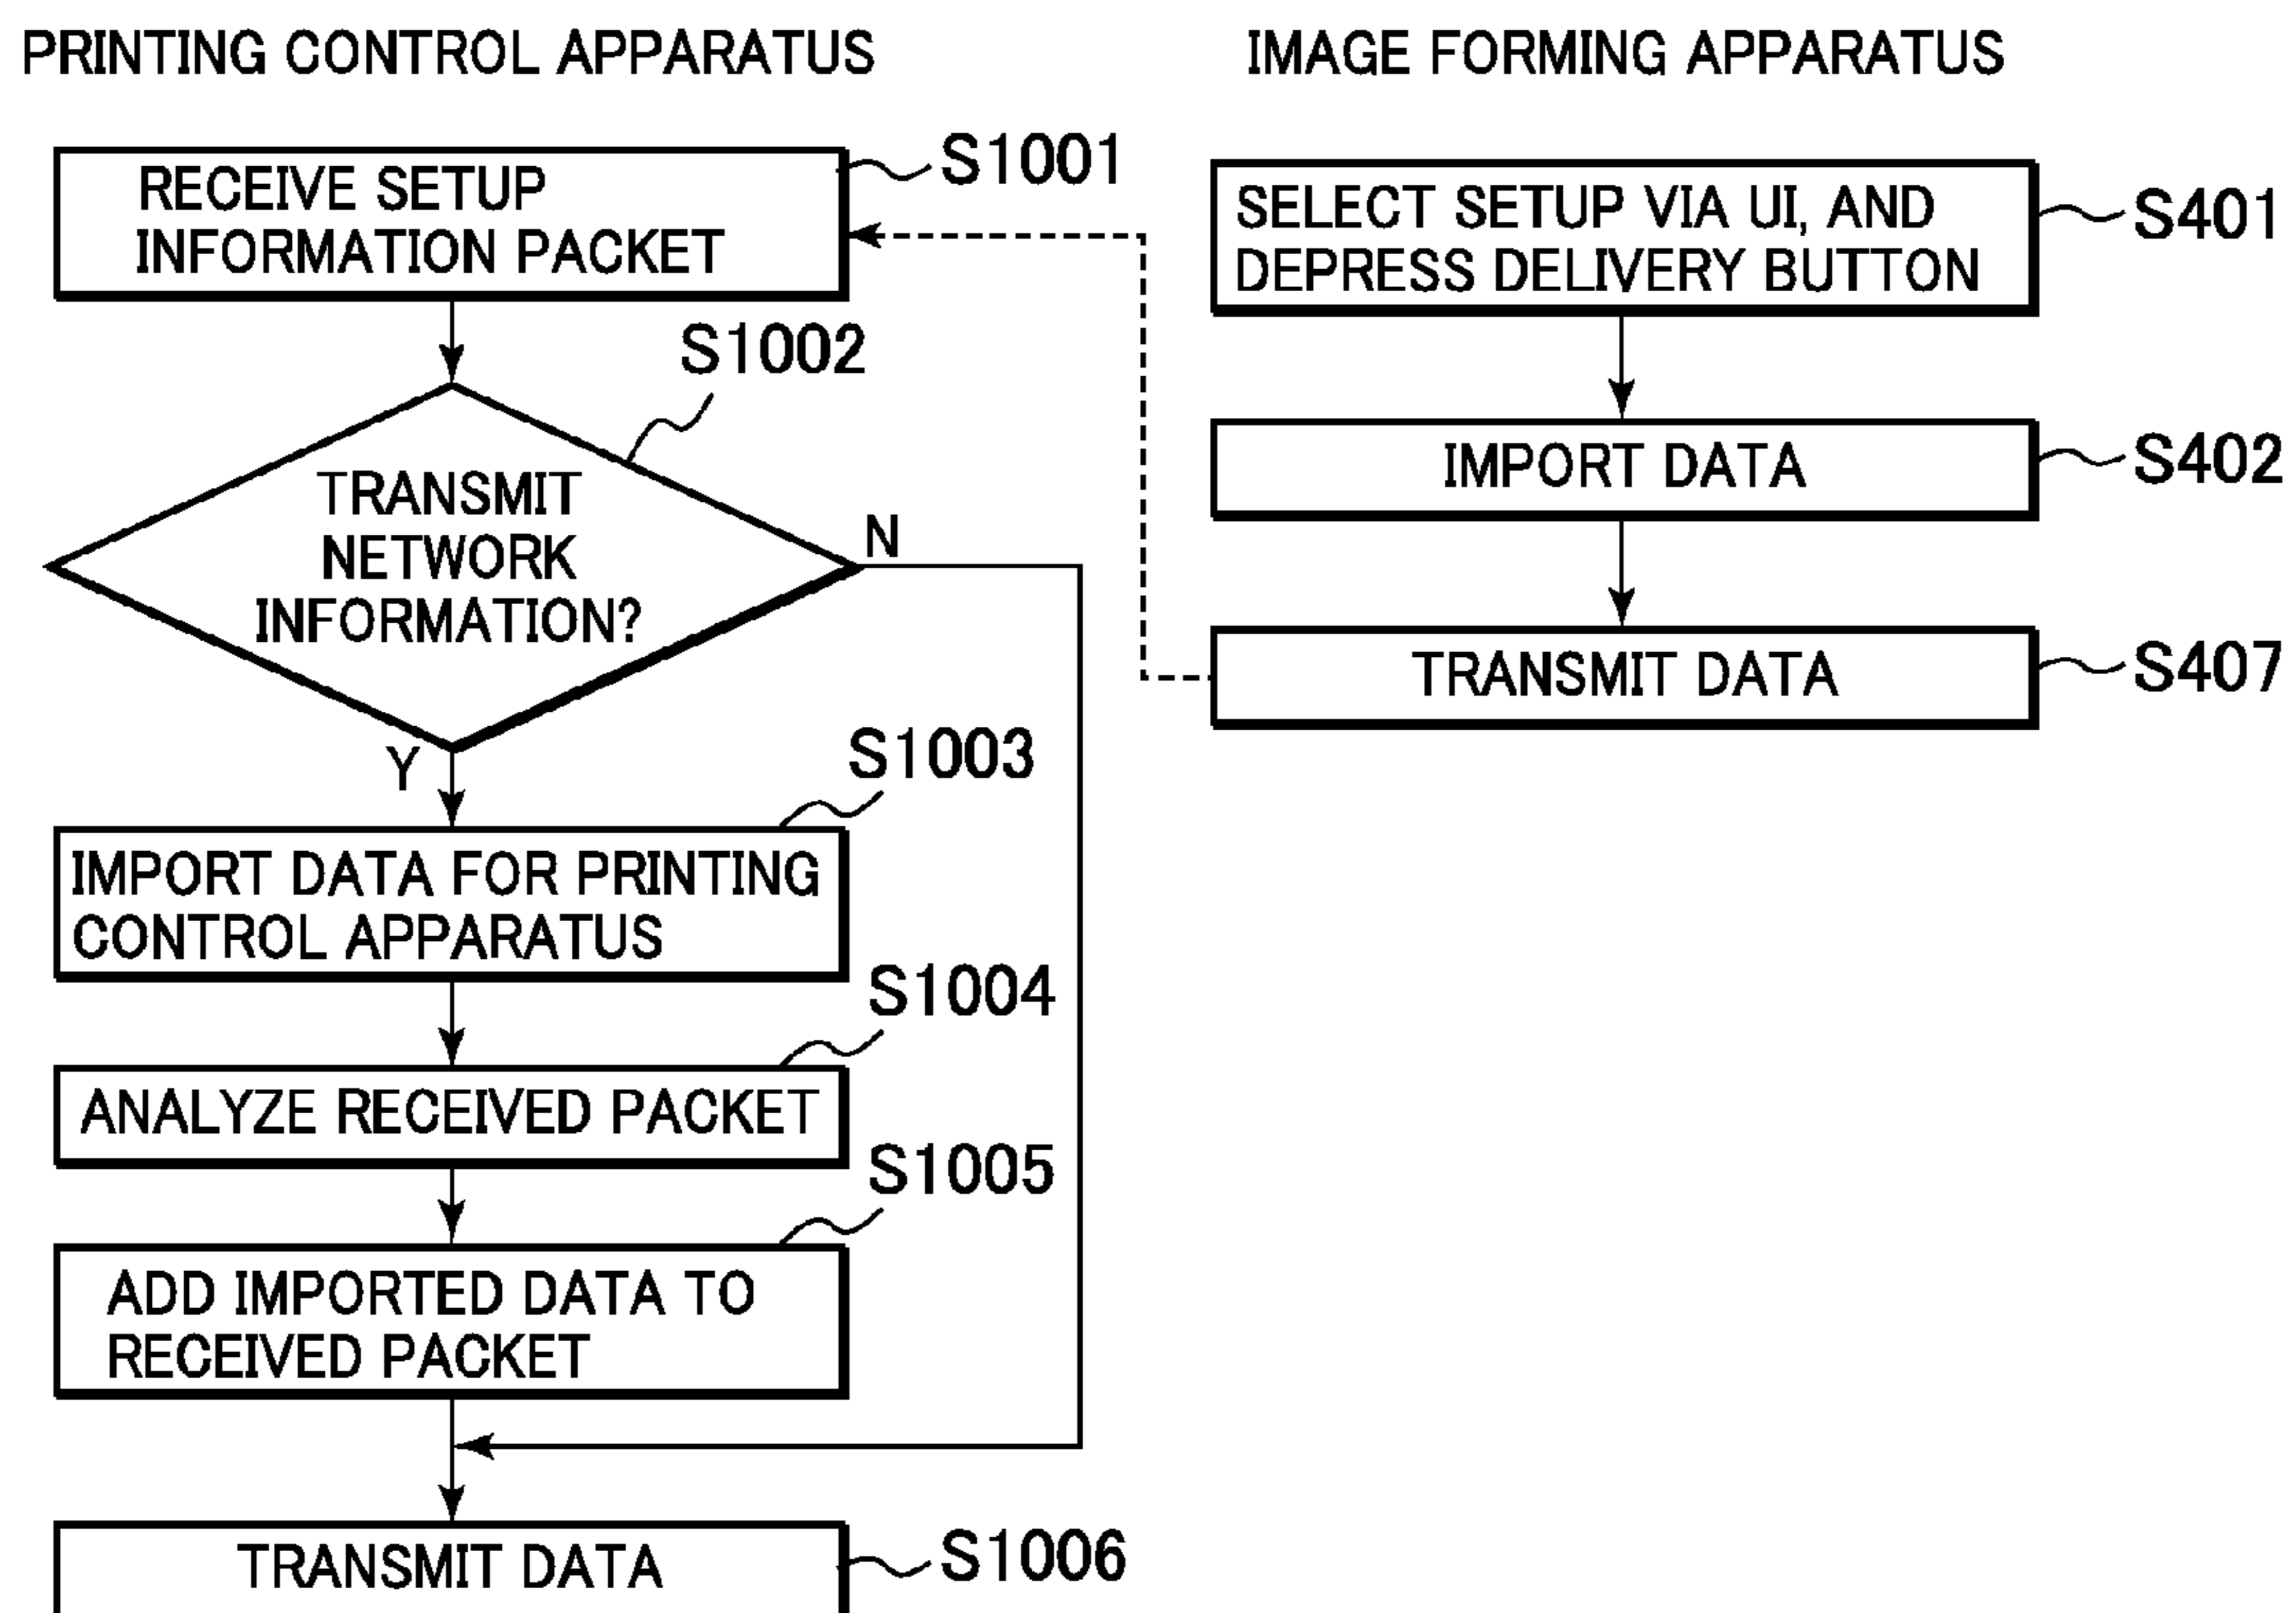 PRINTING CONTROL APPARATUS
RECEIVE SETUP
INFORMATION PACKET
S1001
S1002
TRANSMIT
NETWORK
INFORMATION?
N
Y
S1003
IMPORT DATA FOR PRINTING
CONTROL APPARATUS
S1004
ANALYZE RECEIVED PACKET
S1005
ADD IMPORTED DATA TO
RECEIVED PACKET
TRANSMIT DATA
S1006
IMAGE FORMING APPARATUS
SELECT SETUP VIA UI, AND
DEPRESS DELIVERY BUTTON
S401
IMPORT DATA
S402
TRANSMIT DATA
S407